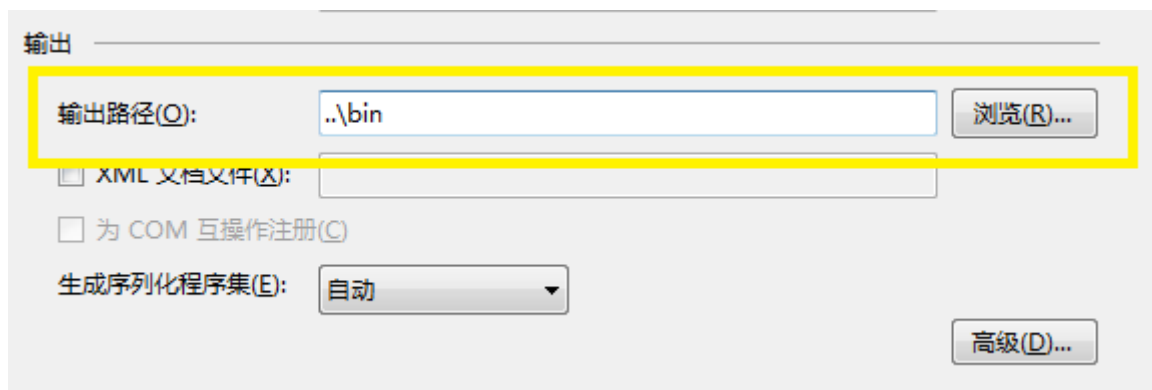 输出
输出路径(O): ..\bin 浏览(R)...
XML 文档文件(X):
为 COM 互操作注册(C)
生成序列化程序集(E): 自动
高级(D)...